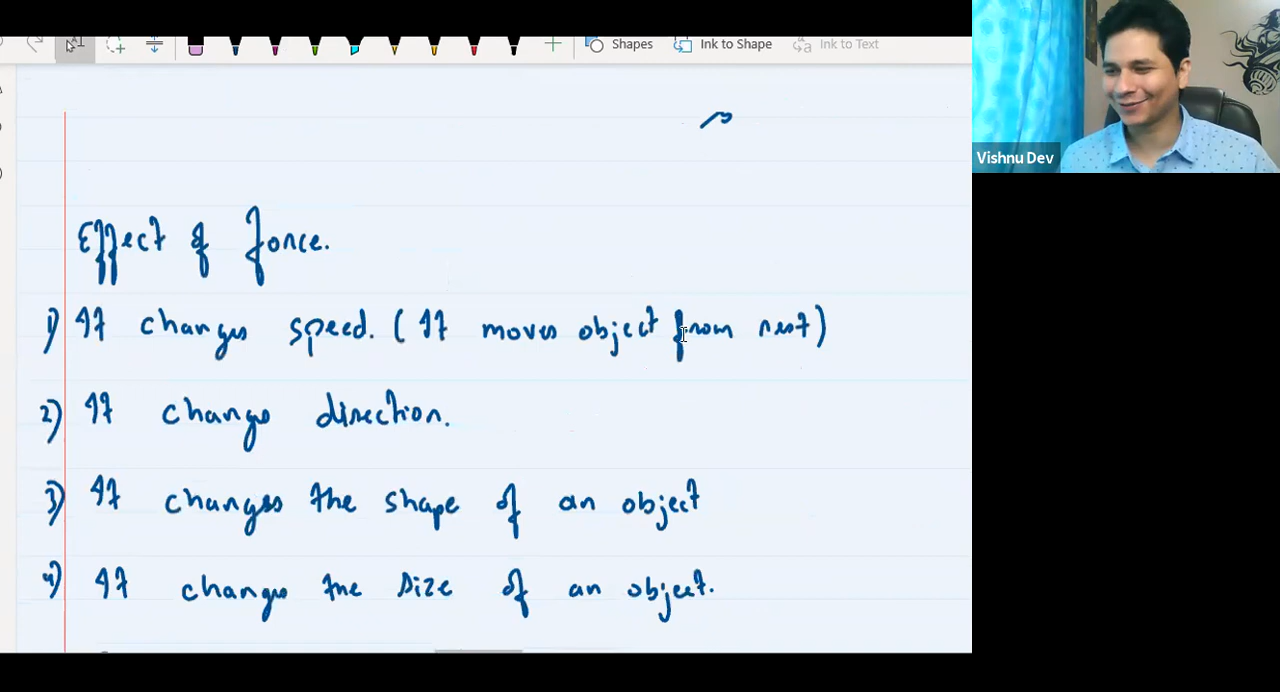 Shapes Ink to Shape Ink to Text
Vishnu Dev
Effect of force.
1) It changes speed. ( It moves object from rest )
2) It change direction.
3) It changes the shape of an object
4) It changes the size of an object.